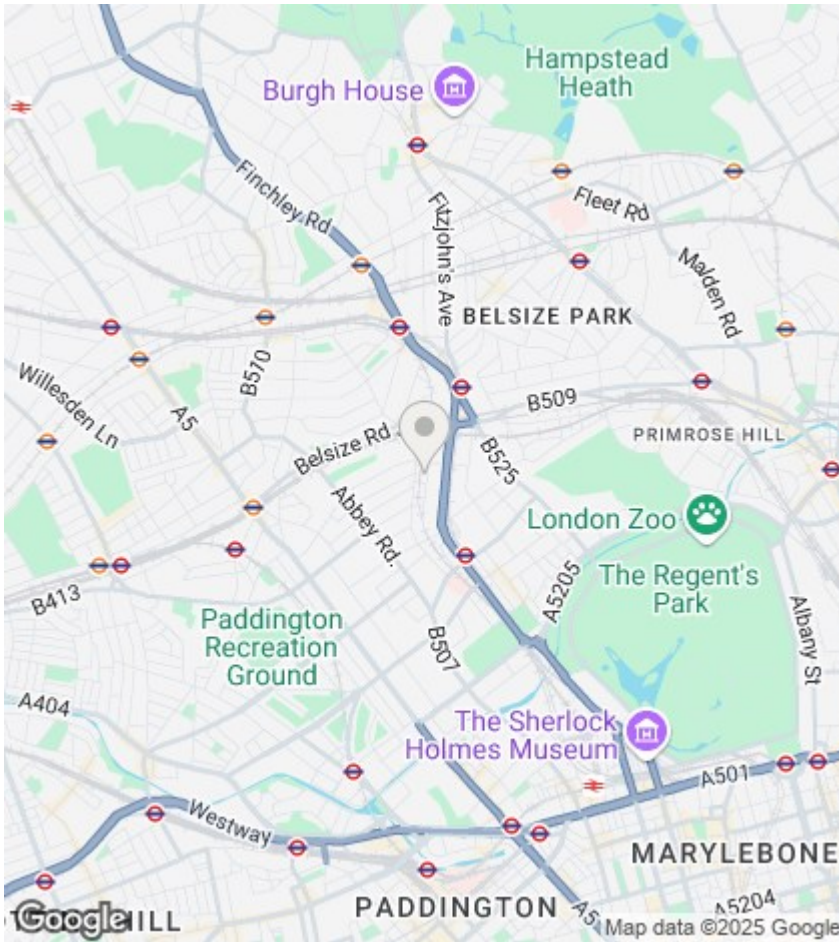 Hampstead
Heath
Burgh House
Finchley Rd
Fitzjohn's Ave
Fleet Rd
Malden Rd
BELSIZE PARK
B570
Willesden Ln
A5
B509
Belsize Rd
PRIMROSE HILL
B525
Abbey Rd.
London Zoo
The Regent's
Park
A5205
B413
Albany St
Paddington
Recreation
Ground
B507
A404
The Sherlock
Holmes Museum
A501
Westway
MARYLEBONE
PADDINGTON
A5204
A5
HILL
Google
Map data ©2025 Google